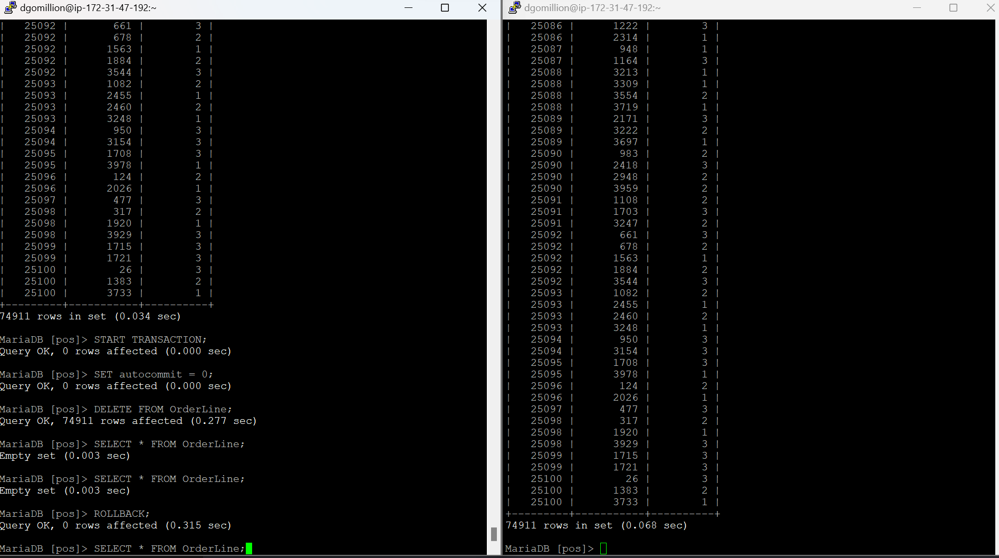 dgomillion@ip-172-31-47-192:~
| 25092 | 661 | 3 |
| 25092 | 678 | 2 |
| 25092 | 1563 | 1 |
| 25092 | 1884 | 2 |
| 25092 | 3544 | 3 |
| 25093 | 1082 | 2 |
| 25093 | 2455 | 1 |
| 25093 | 2460 | 2 |
| 25093 | 3248 | 1 |
| 25094 | 950 | 3 |
| 25094 | 3154 | 3 |
| 25095 | 1708 | 3 |
| 25095 | 3978 | 1 |
| 25096 | 124 | 2 |
| 25096 | 2026 | 1 |
| 25097 | 477 | 3 |
| 25098 | 317 | 2 |
| 25098 | 1920 | 1 |
| 25098 | 3929 | 3 |
| 25099 | 1715 | 3 |
| 25099 | 1721 | 3 |
| 25100 | 26 | 3 |
| 25100 | 1383 | 2 |
| 25100 | 3733 | 1 |
+---------+-----------+----------+
74911 rows in set (0.034 sec)
MariaDB [pos]> START TRANSACTION;
Query OK, 0 rows affected (0.000 sec)
MariaDB [pos]> SET autocommit = 0;
Query OK, 0 rows affected (0.000 sec)
MariaDB [pos]> DELETE FROM OrderLine;
Query OK, 74911 rows affected (0.277 sec)
MariaDB [pos]> SELECT * FROM OrderLine;
Empty set (0.003 sec)
MariaDB [pos]> SELECT * FROM OrderLine;
Empty set (0.003 sec)
MariaDB [pos]> ROLLBACK;
Query OK, 0 rows affected (0.315 sec)
MariaDB [pos]> SELECT * FROM OrderLine;
dgomillion@ip-172-31-47-192:~
| 25086 | 1222 | 3 |
| 25086 | 2314 | 1 |
| 25087 | 948 | 1 |
| 25087 | 1164 | 3 |
| 25088 | 3213 | 1 |
| 25088 | 3309 | 1 |
| 25088 | 3554 | 2 |
| 25088 | 3719 | 1 |
| 25089 | 2171 | 3 |
| 25089 | 3222 | 2 |
| 25089 | 3697 | 1 |
| 25090 | 983 | 2 |
| 25090 | 2418 | 3 |
| 25090 | 2948 | 2 |
| 25090 | 3959 | 2 |
| 25091 | 1108 | 2 |
| 25091 | 1703 | 3 |
| 25091 | 3247 | 2 |
| 25092 | 661 | 3 |
| 25092 | 678 | 2 |
| 25092 | 1563 | 1 |
| 25092 | 1884 | 2 |
| 25092 | 3544 | 3 |
| 25093 | 1082 | 2 |
| 25093 | 2455 | 1 |
| 25093 | 2460 | 2 |
| 25093 | 3248 | 1 |
| 25094 | 950 | 3 |
| 25094 | 3154 | 3 |
| 25095 | 1708 | 3 |
| 25095 | 3978 | 1 |
| 25096 | 124 | 2 |
| 25096 | 2026 | 1 |
| 25097 | 477 | 3 |
| 25098 | 317 | 2 |
| 25098 | 1920 | 1 |
| 25098 | 3929 | 3 |
| 25099 | 1715 | 3 |
| 25099 | 1721 | 3 |
| 25100 | 26 | 3 |
| 25100 | 1383 | 2 |
| 25100 | 3733 | 1 |
+---------+-----------+----------+
74911 rows in set (0.068 sec)
MariaDB [pos]>